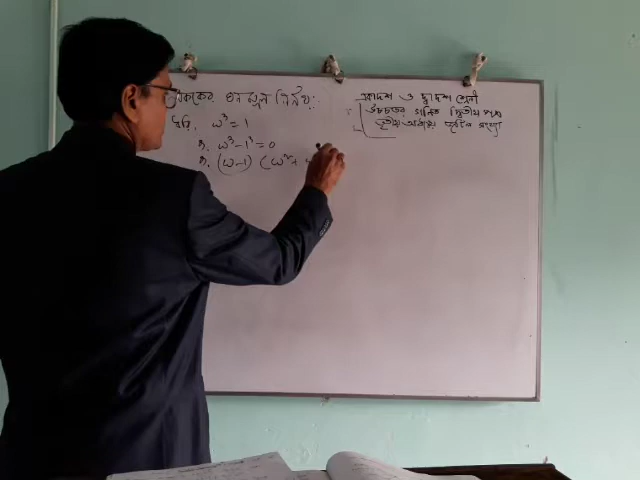 এককের ঘন মূল নির্ণয়:
ধরি, ω³ = 1
বা, ω³ - 1³ = 0
বা, (ω-1) (ω² +
একাদশ ও দ্বাদশ শ্রেণী
উচ্চতর গণিত দ্বিতীয় পত্র
তৃতীয় অধ্যায় জটিল সংখ্যা